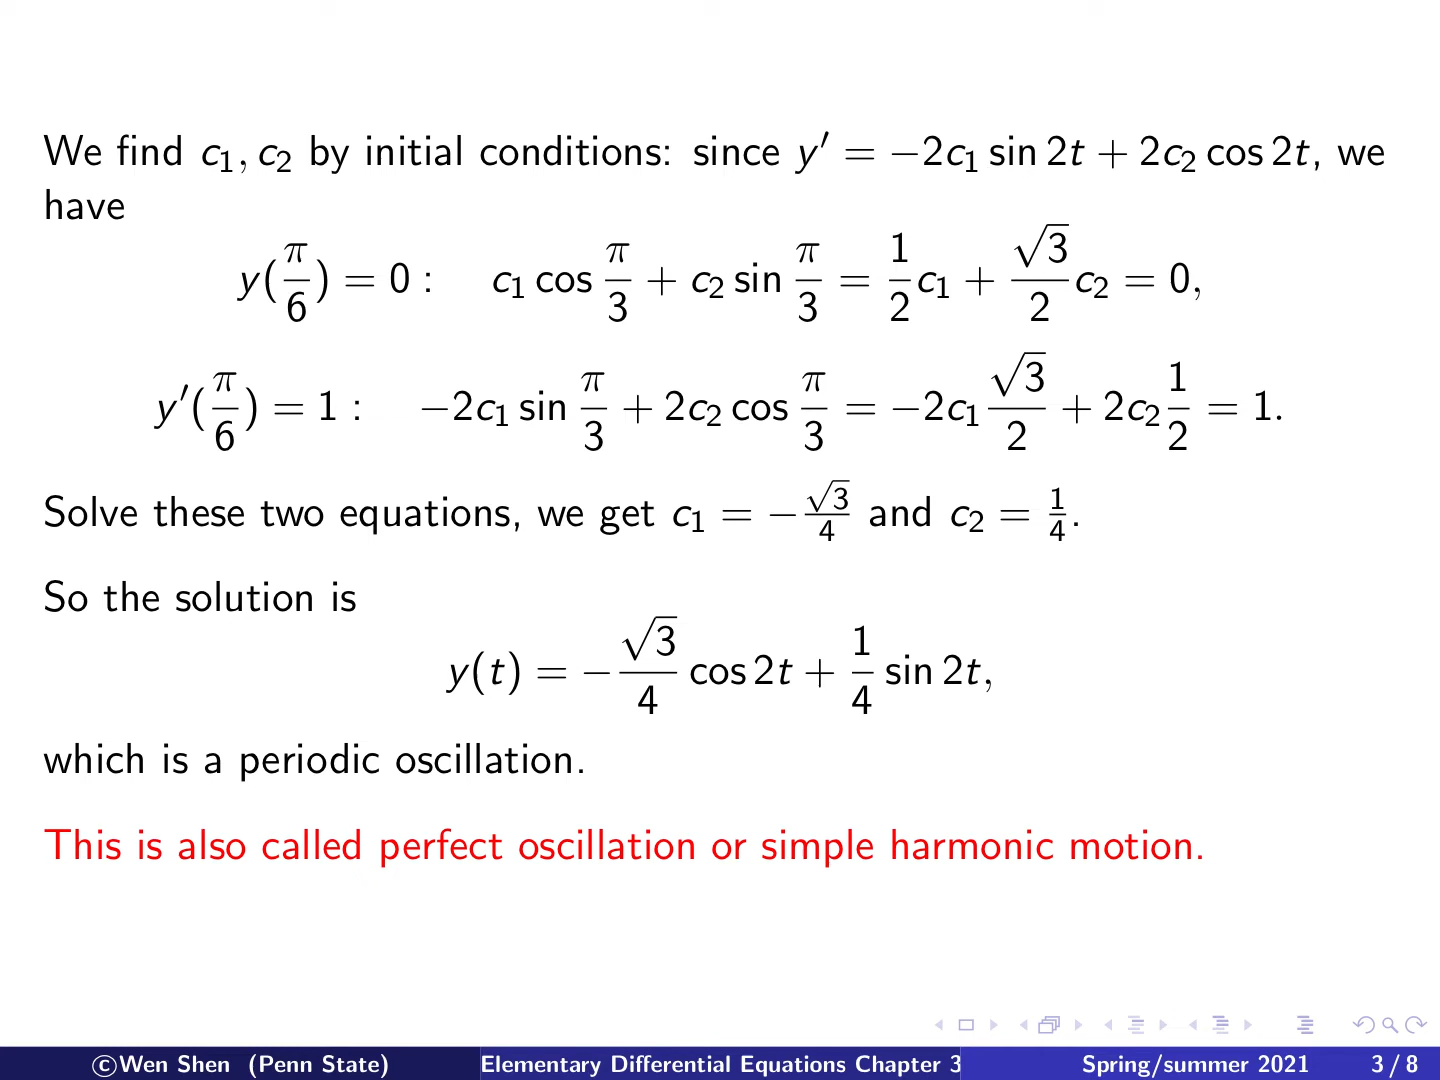 We find c₁, c₂ by initial conditions: since y′ = −2c₁ sin 2t + 2c₂ cos 2t, we
have
y(π/6) = 0 : c₁ cos π/3 + c₂ sin π/3 = 1/2 c₁ + √3/2 c₂ = 0,
y′(π/6) = 1 : −2c₁ sin π/3 + 2c₂ cos π/3 = −2c₁ √3/2 + 2c₂ 1/2 = 1.
Solve these two equations, we get c₁ = −√3/4 and c₂ = 1/4.
So the solution is
y(t) = −√3/4 cos 2t + 1/4 sin 2t,
which is a periodic oscillation.
This is also called perfect oscillation or simple harmonic motion.
©Wen Shen (Penn State) Elementary Differential Equations Chapter 3 Spring/summer 2021 3 / 8